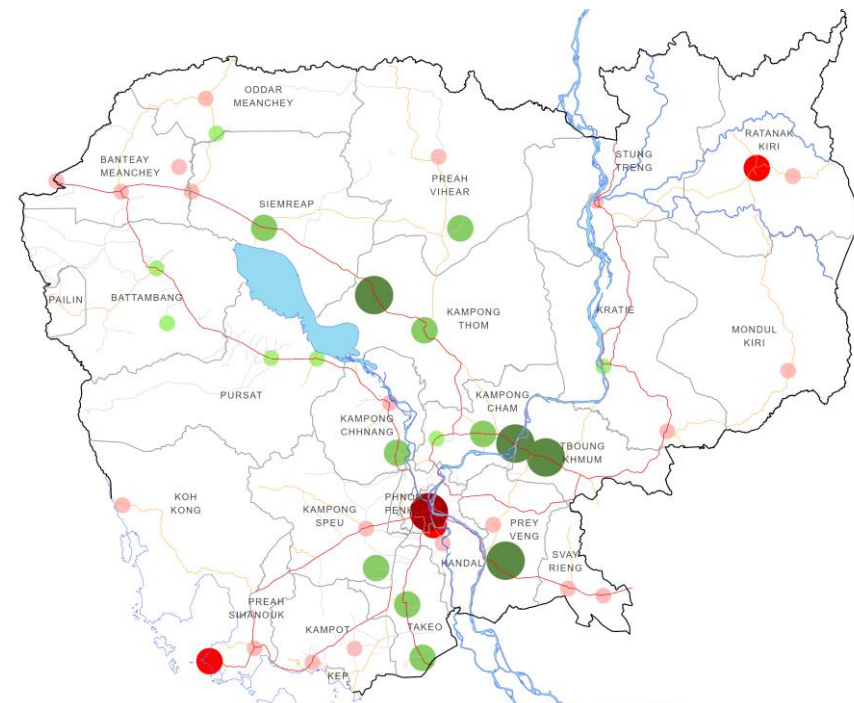 ODDAR
MEANCHEY
RATANAK
KIRI
STUNG
TRENG
BANTEAY
MEANCHEY
PREAH
VIHEAR
SIEMREAP
PAILIN
BATTAMBANG
KAMPONG
THOM
KRATIE
MONDUL
KIRI
PURSAT
KAMPONG
CHAM
KAMPONG
CHHNANG
TBOUNG
KHMUM
KOH
KONG
KAMPONG
SPEU
PHNOM
PENH
PREY
VENG
SVAY
RIENG
KANDAL
PREAH
SIHANOUK
KAMPOT
TAKEO
KEP